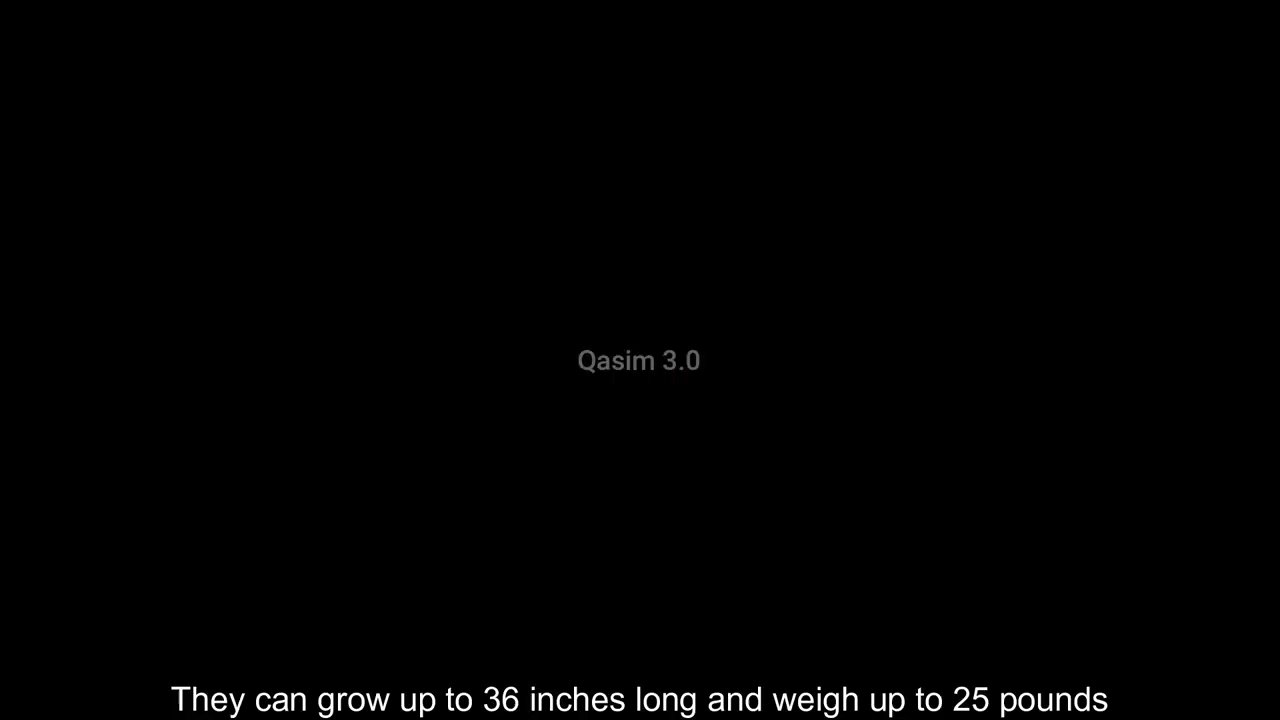 Qasim 3.0
They can grow up to 36 inches long and weigh up to 25 pounds